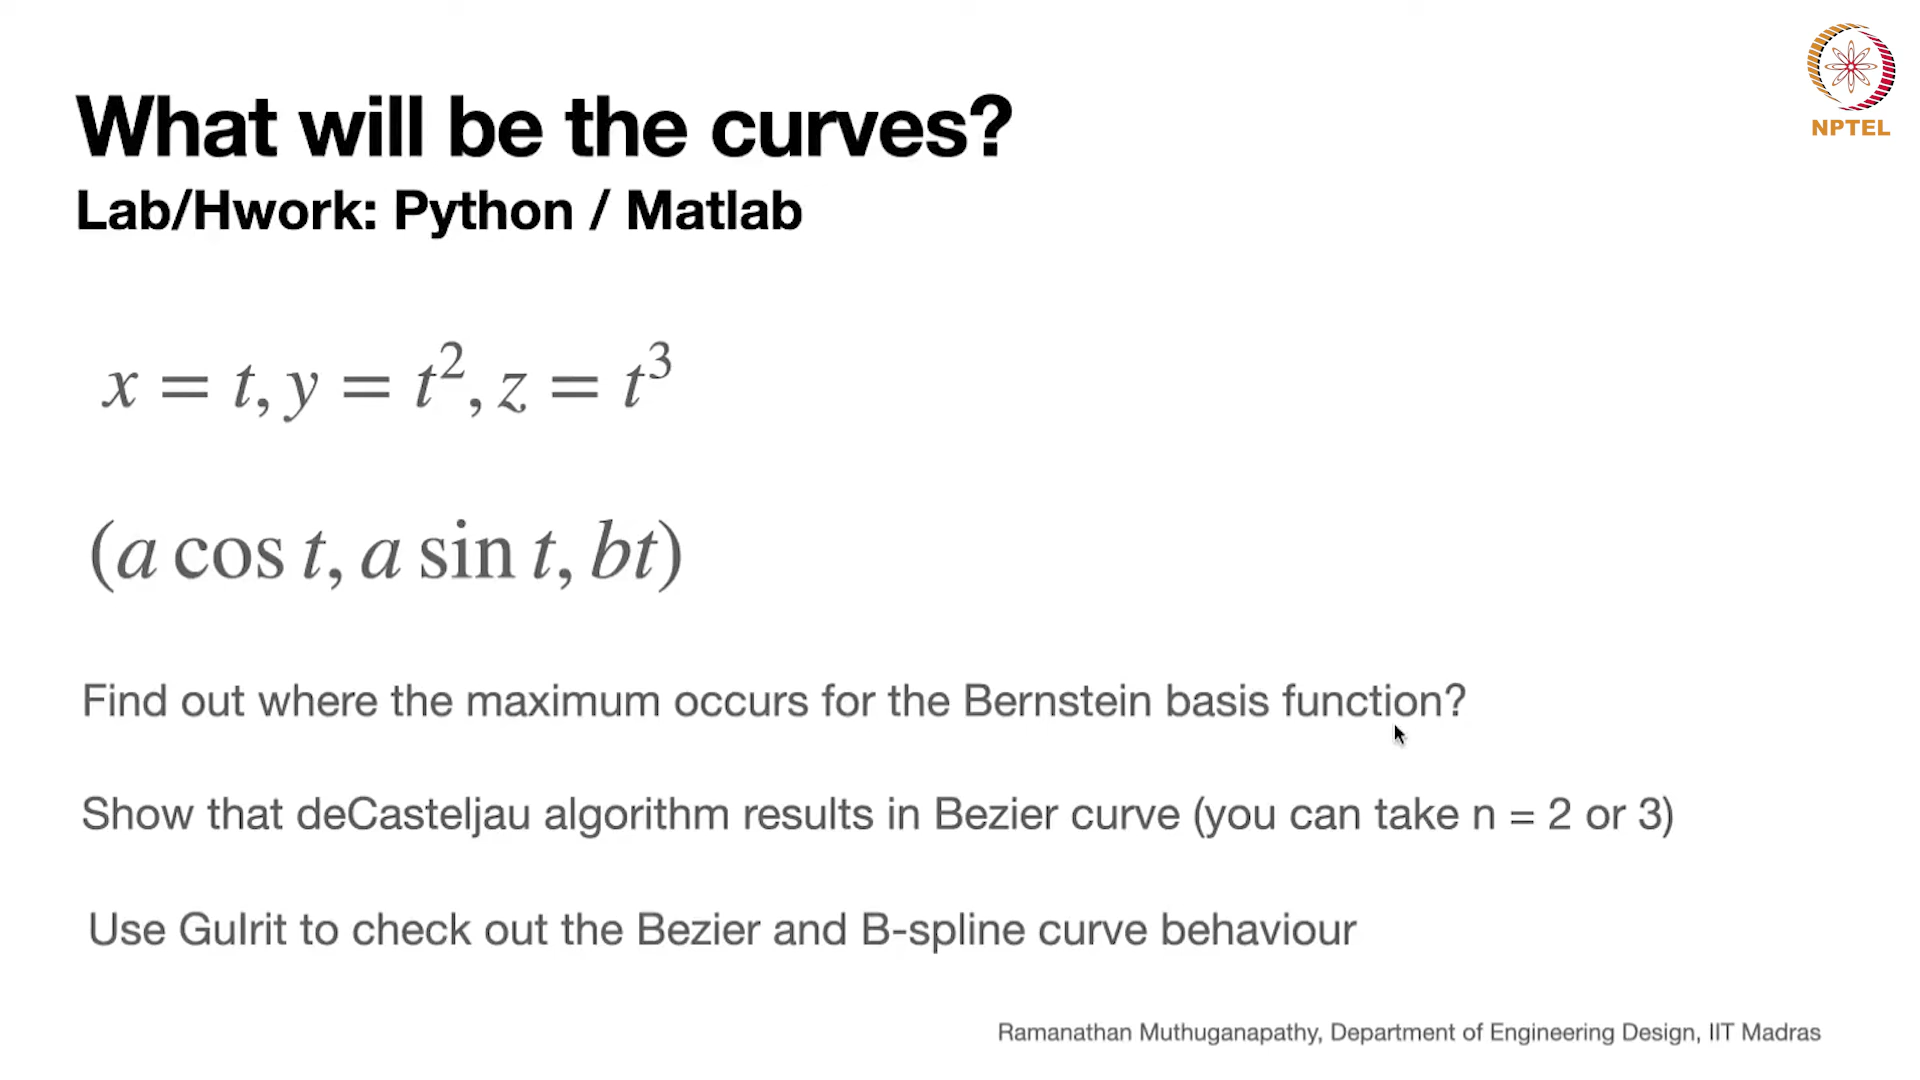 NPTEL
What will be the curves?
Lab/Hwork: Python / Matlab
x = t, y = t², z = t³
(a cos t, a sin t, bt)
Find out where the maximum occurs for the Bernstein basis function?
Show that deCasteljau algorithm results in Bezier curve (you can take n = 2 or 3)
Use GuIrit to check out the Bezier and B-spline curve behaviour
Ramanathan Muthuganapathy, Department of Engineering Design, IIT Madras